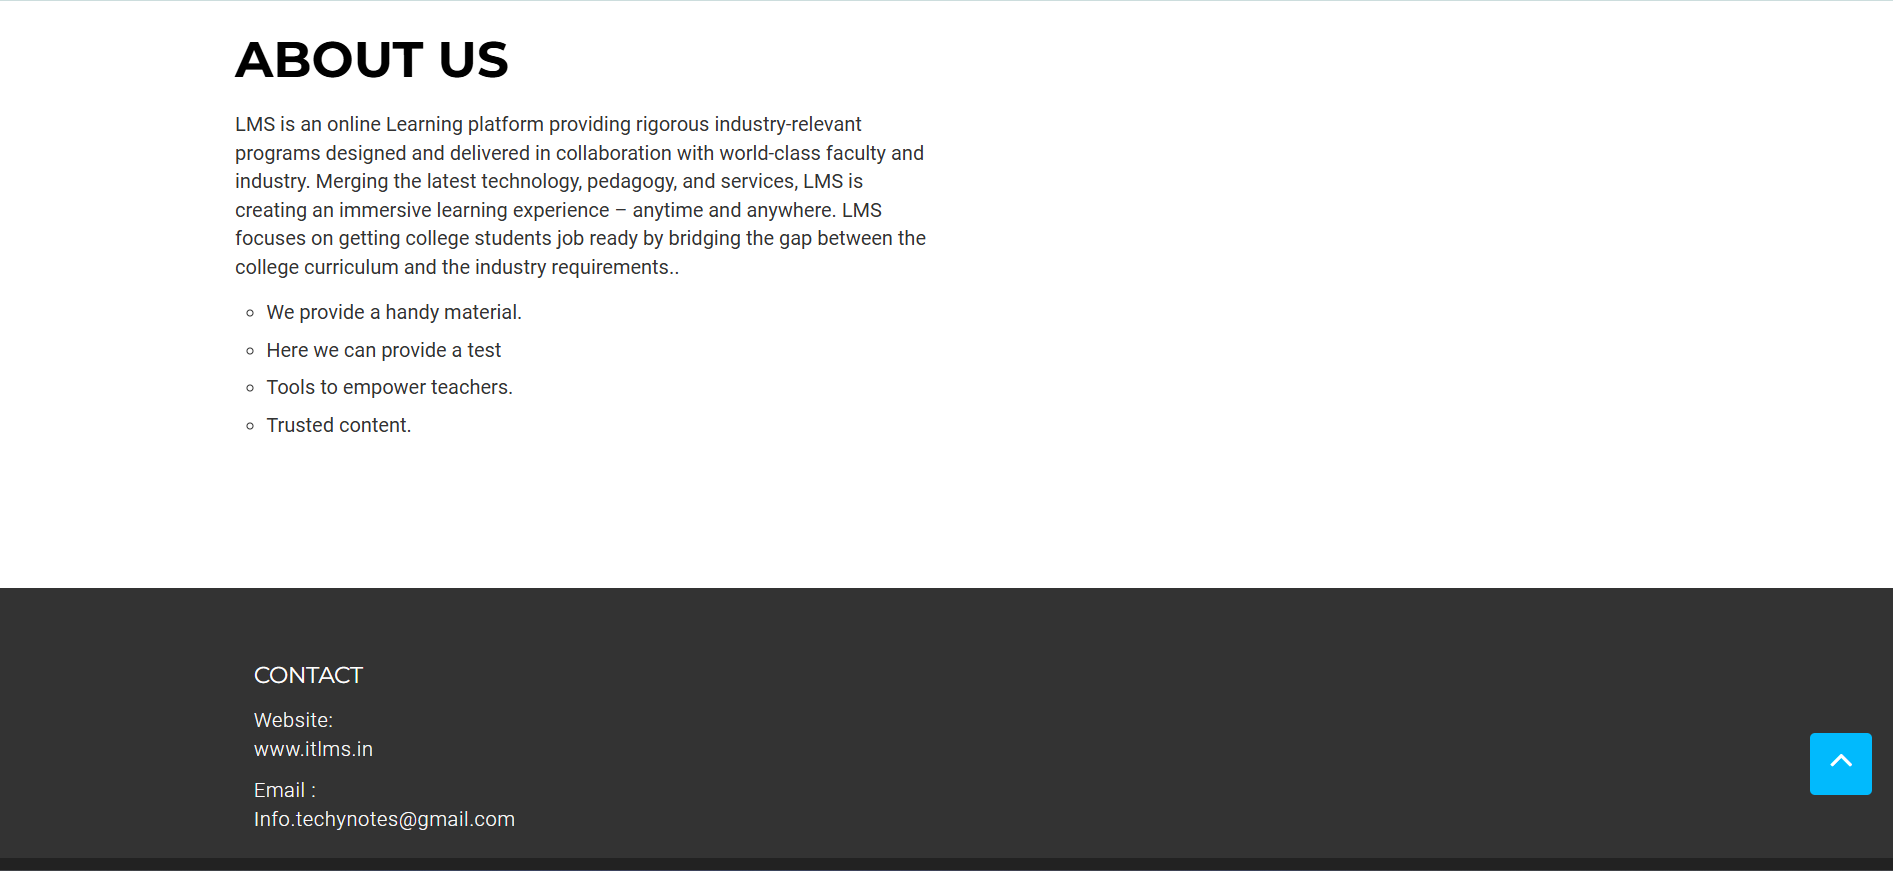 ABOUT US
LMS is an online Learning platform providing rigorous industry-relevant
programs designed and delivered in collaboration with world-class faculty and
industry. Merging the latest technology, pedagogy, and services, LMS is
creating an immersive learning experience – anytime and anywhere. LMS
focuses on getting college students job ready by bridging the gap between the
college curriculum and the industry requirements..
We provide a handy material.
Here we can provide a test
Tools to empower teachers.
Trusted content.
CONTACT
Website:
www.itlms.in
Email :
Info.techynotes@gmail.com